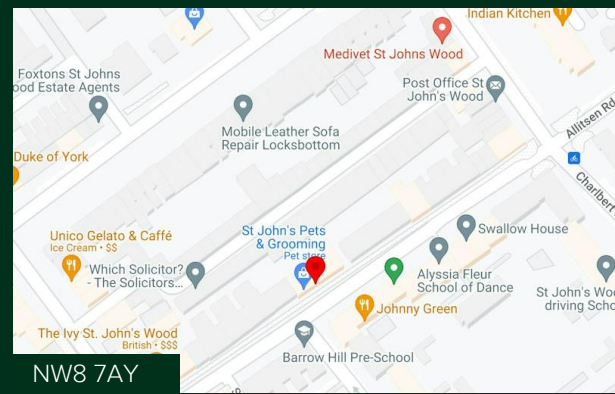 Indian Kitchen
Medivet St Johns Wood
Foxtons St Johns
ood Estate Agents
Post Office St
John's Wood
Allitsen Rd
Mobile Leather Sofa
Repair Locksbottom
Duke of York
Charlbert
Unico Gelato & Caffé
Ice Cream • $$
St John's Pets
& Grooming
Pet store
Swallow House
Which Solicitor?
- The Solicitors...
Alyssia Fleur
School of Dance
St John's Woo
driving Scho
Johnny Green
The Ivy St. John's Wood
British • $$$
Barrow Hill Pre-School
NW8 7AY